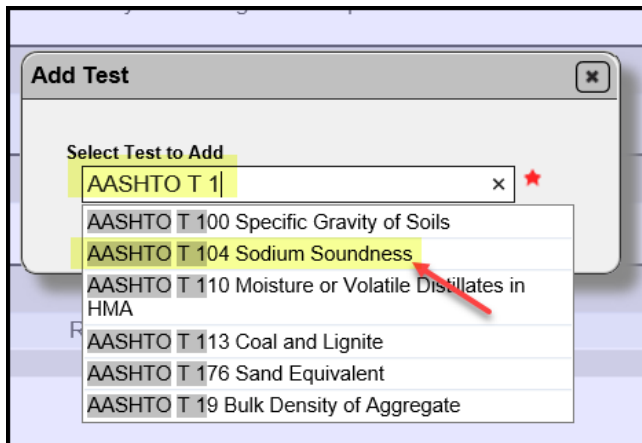 Add Test
Select Test to Add
AASHTO T 1
AASHTO T 100 Specific Gravity of Soils
AASHTO T 104 Sodium Soundness
AASHTO T 110 Moisture or Volatile Distillates in
HMA
AASHTO T 113 Coal and Lignite
AASHTO T 176 Sand Equivalent
AASHTO T 19 Bulk Density of Aggregate